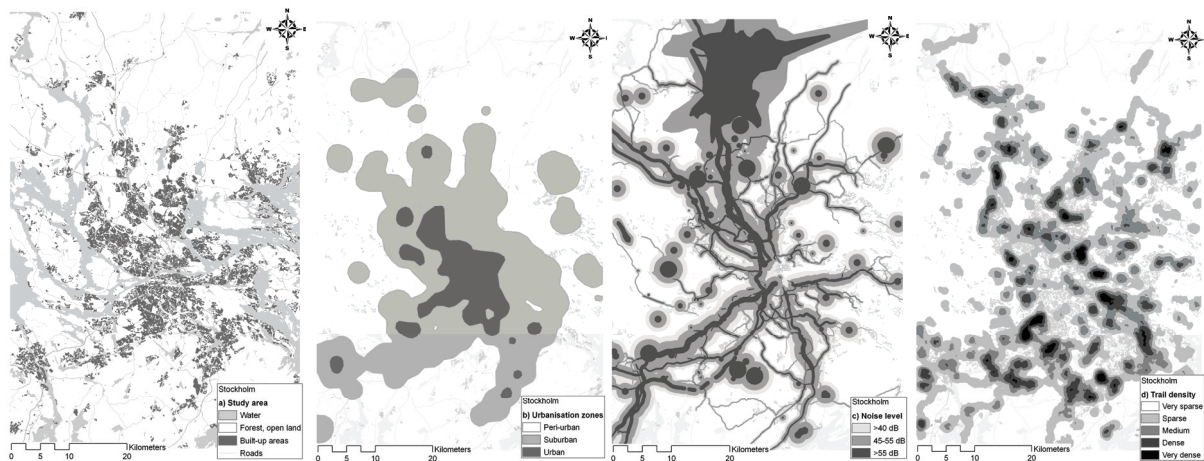 N
W E
S
Stockholm
a) Study area
Water
Forest, open land
Built-up areas
Roads
Kilometers
0 5 10 20
N
W
S
Stockholm
b) Urbanisation zones
Peri-urban
Suburban
Urban
Kilometers
0 5 10 20
N
W E
S
Stockholm
c) Noise level
>40 dB
45-55 dB
>55 dB
Kilometers
0 5 10 20
N
W E
S
Stockholm
d) Trail density
Very sparse
Sparse
Medium
Dense
Very dense
Kilometers
0 5 10 20